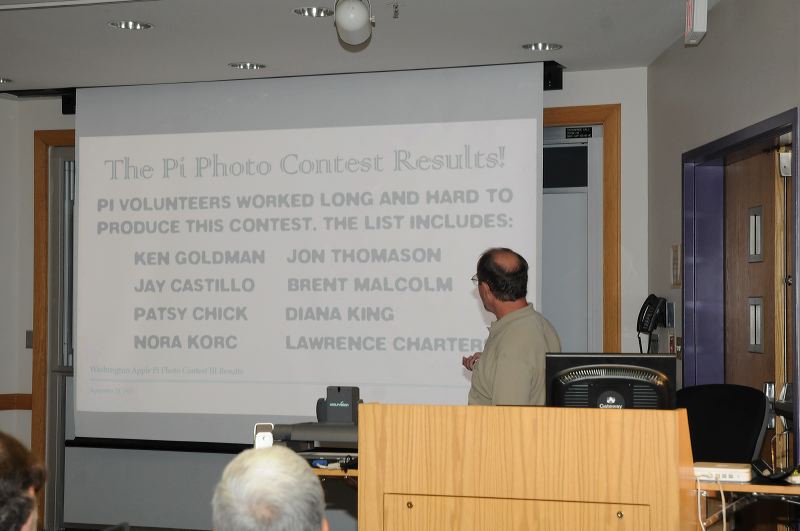 The Pi Photo Contest Results!
PI VOLUNTEERS WORKED LONG AND HARD TO
PRODUCE THIS CONTEST. THE LIST INCLUDES:
KEN GOLDMAN JON THOMASON
JAY CASTILLO BRENT MALCOLM
PATSY CHICK DIANA KING
NORA KORC LAWRENCE CHARTER
Washington Apple Pi Photo Contest III Results
Gateway